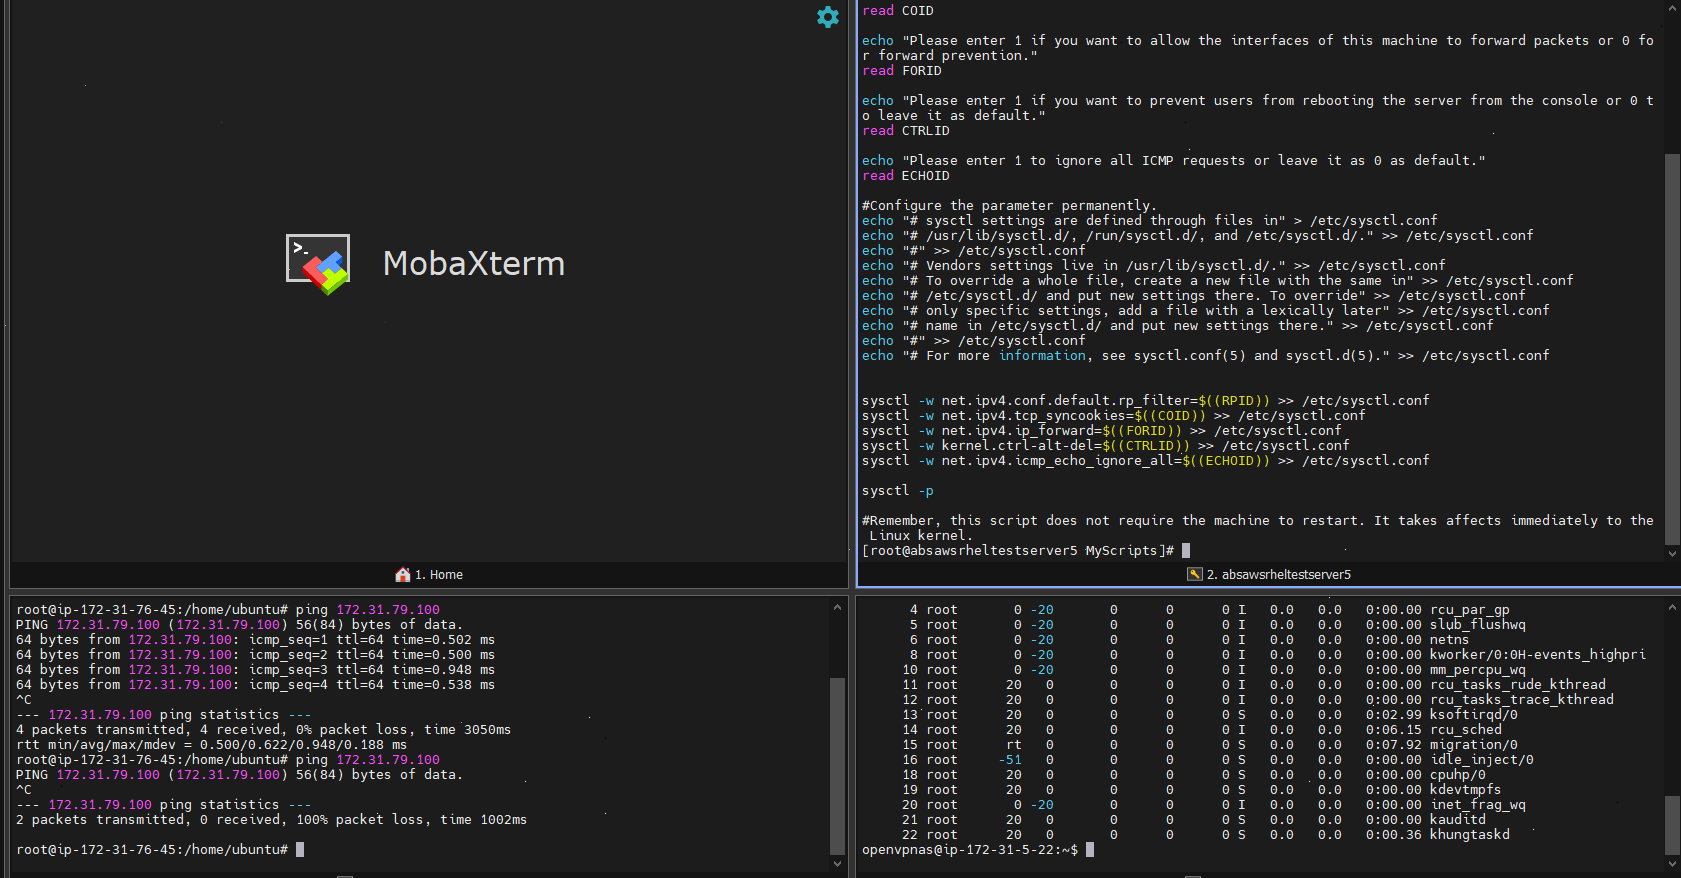 MobaXterm
1. Home
read COID
echo "Please enter 1 if you want to allow the interfaces of this machine to forward packets or 0 fo
r forward prevention."
read FORID
echo "Please enter 1 if you want to prevent users from rebooting the server from the console or 0 t
o leave it as default."
read CTRLID
echo "Please enter 1 to ignore all ICMP requests or leave it as 0 as default."
read ECHOID
#Configure the parameter permanently.
echo "# sysctl settings are defined through files in" > /etc/sysctl.conf
echo "# /usr/lib/sysctl.d/, /run/sysctl.d/, and /etc/sysctl.d/." >> /etc/sysctl.conf
echo "#" >> /etc/sysctl.conf
echo "# Vendors settings live in /usr/lib/sysctl.d/." >> /etc/sysctl.conf
echo "# To override a whole file, create a new file with the same in" >> /etc/sysctl.conf
echo "# /etc/sysctl.d/ and put new settings there. To override" >> /etc/sysctl.conf
echo "# only specific settings, add a file with a lexically later" >> /etc/sysctl.conf
echo "# name in /etc/sysctl.d/ and put new settings there." >> /etc/sysctl.conf
echo "#" >> /etc/sysctl.conf
echo "# For more information, see sysctl.conf(5) and sysctl.d(5)." >> /etc/sysctl.conf
sysctl -w net.ipv4.conf.default.rp_filter=$((RPID)) >> /etc/sysctl.conf
sysctl -w net.ipv4.tcp_syncookies=$((COID)) >> /etc/sysctl.conf
sysctl -w net.ipv4.ip_forward=$((FORID)) >> /etc/sysctl.conf
sysctl -w kernel.ctrl-alt-del=$((CTRLID)) >> /etc/sysctl.conf
sysctl -w net.ipv4.icmp_echo_ignore_all=$((ECHOID)) >> /etc/sysctl.conf
sysctl -p
#Remember, this script does not require the machine to restart. It takes affects immediately to the
Linux kernel.
[root@absawsrheltestserver5 MyScripts]#
2. absawsrheltestserver5
root@ip-172-31-76-45:/home/ubuntu# ping 172.31.79.100
PING 172.31.79.100 (172.31.79.100) 56(84) bytes of data.
64 bytes from 172.31.79.100: icmp_seq=1 ttl=64 time=0.502 ms
64 bytes from 172.31.79.100: icmp_seq=2 ttl=64 time=0.500 ms
64 bytes from 172.31.79.100: icmp_seq=3 ttl=64 time=0.948 ms
64 bytes from 172.31.79.100: icmp_seq=4 ttl=64 time=0.538 ms
^C
--- 172.31.79.100 ping statistics ---
4 packets transmitted, 4 received, 0% packet loss, time 3050ms
rtt min/avg/max/mdev = 0.500/0.622/0.948/0.188 ms
root@ip-172-31-76-45:/home/ubuntu# ping 172.31.79.100
PING 172.31.79.100 (172.31.79.100) 56(84) bytes of data.
^C
--- 172.31.79.100 ping statistics ---
2 packets transmitted, 0 received, 100% packet loss, time 1002ms
root@ip-172-31-76-45:/home/ubuntu#
4 root 0 -20 0 0 0 I 0.0 0.0 0:00.00 rcu_par_gp
5 root 0 -20 0 0 0 I 0.0 0.0 0:00.00 slub_flushwq
6 root 0 -20 0 0 0 I 0.0 0.0 0:00.00 netns
8 root 0 -20 0 0 0 I 0.0 0.0 0:00.00 kworker/0:0H-events_highpri
10 root 0 -20 0 0 0 I 0.0 0.0 0:00.00 mm_percpu_wq
11 root 20 0 0 0 0 I 0.0 0.0 0:00.00 rcu_tasks_rude_kthread
12 root 20 0 0 0 0 I 0.0 0.0 0:00.00 rcu_tasks_trace_kthread
13 root 20 0 0 0 0 S 0.0 0.0 0:02.99 ksoftirqd/0
14 root 20 0 0 0 0 I 0.0 0.0 0:06.15 rcu_sched
15 root rt 0 0 0 0 S 0.0 0.0 0:07.92 migration/0
16 root -51 0 0 0 0 S 0.0 0.0 0:00.00 idle_inject/0
18 root 20 0 0 0 0 S 0.0 0.0 0:00.00 cpuhp/0
19 root 20 0 0 0 0 S 0.0 0.0 0:00.00 kdevtmpfs
20 root 0 -20 0 0 0 I 0.0 0.0 0:00.00 inet_frag_wq
21 root 20 0 0 0 0 S 0.0 0.0 0:00.00 kauditd
22 root 20 0 0 0 0 S 0.0 0.0 0:00.36 khungtaskd
openvpnas@ip-172-31-5-22:~$